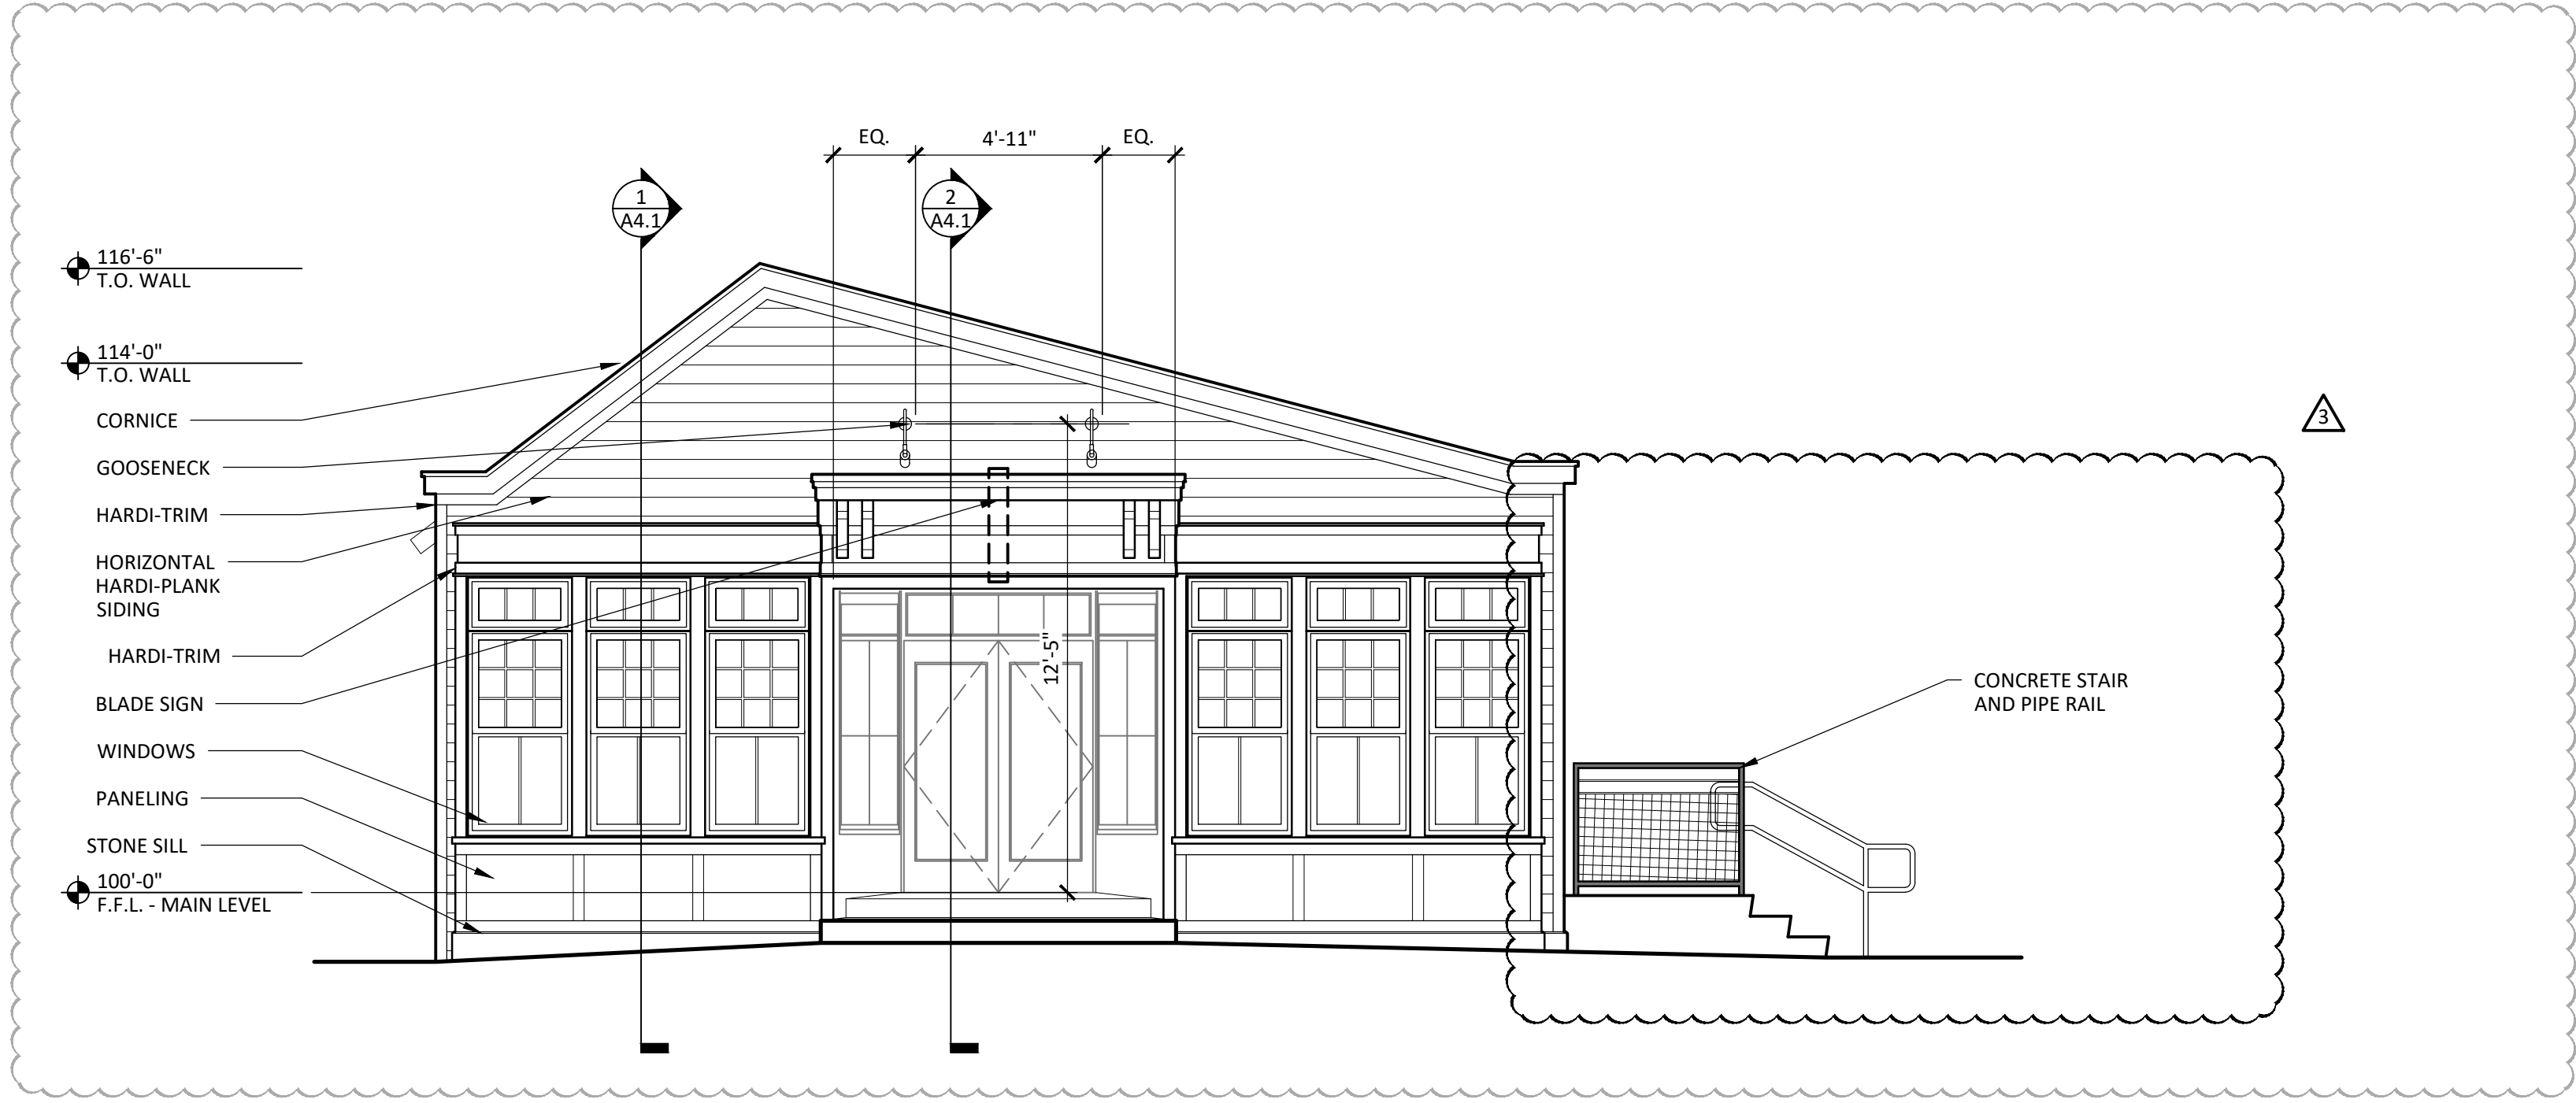 EQ.
4'-11"
EQ.
1
A4.1
2
A4.1
116'-6"
T.O. WALL
114'-0"
T.O. WALL
CORNICE
GOOSENECK
HARDI-TRIM
HORIZONTAL
HARDI-PLANK
SIDING
HARDI-TRIM
BLADE SIGN
WINDOWS
PANELING
STONE SILL
100'-0"
F.F.L. - MAIN LEVEL
12'-5"
CONCRETE STAIR
AND PIPE RAIL
3